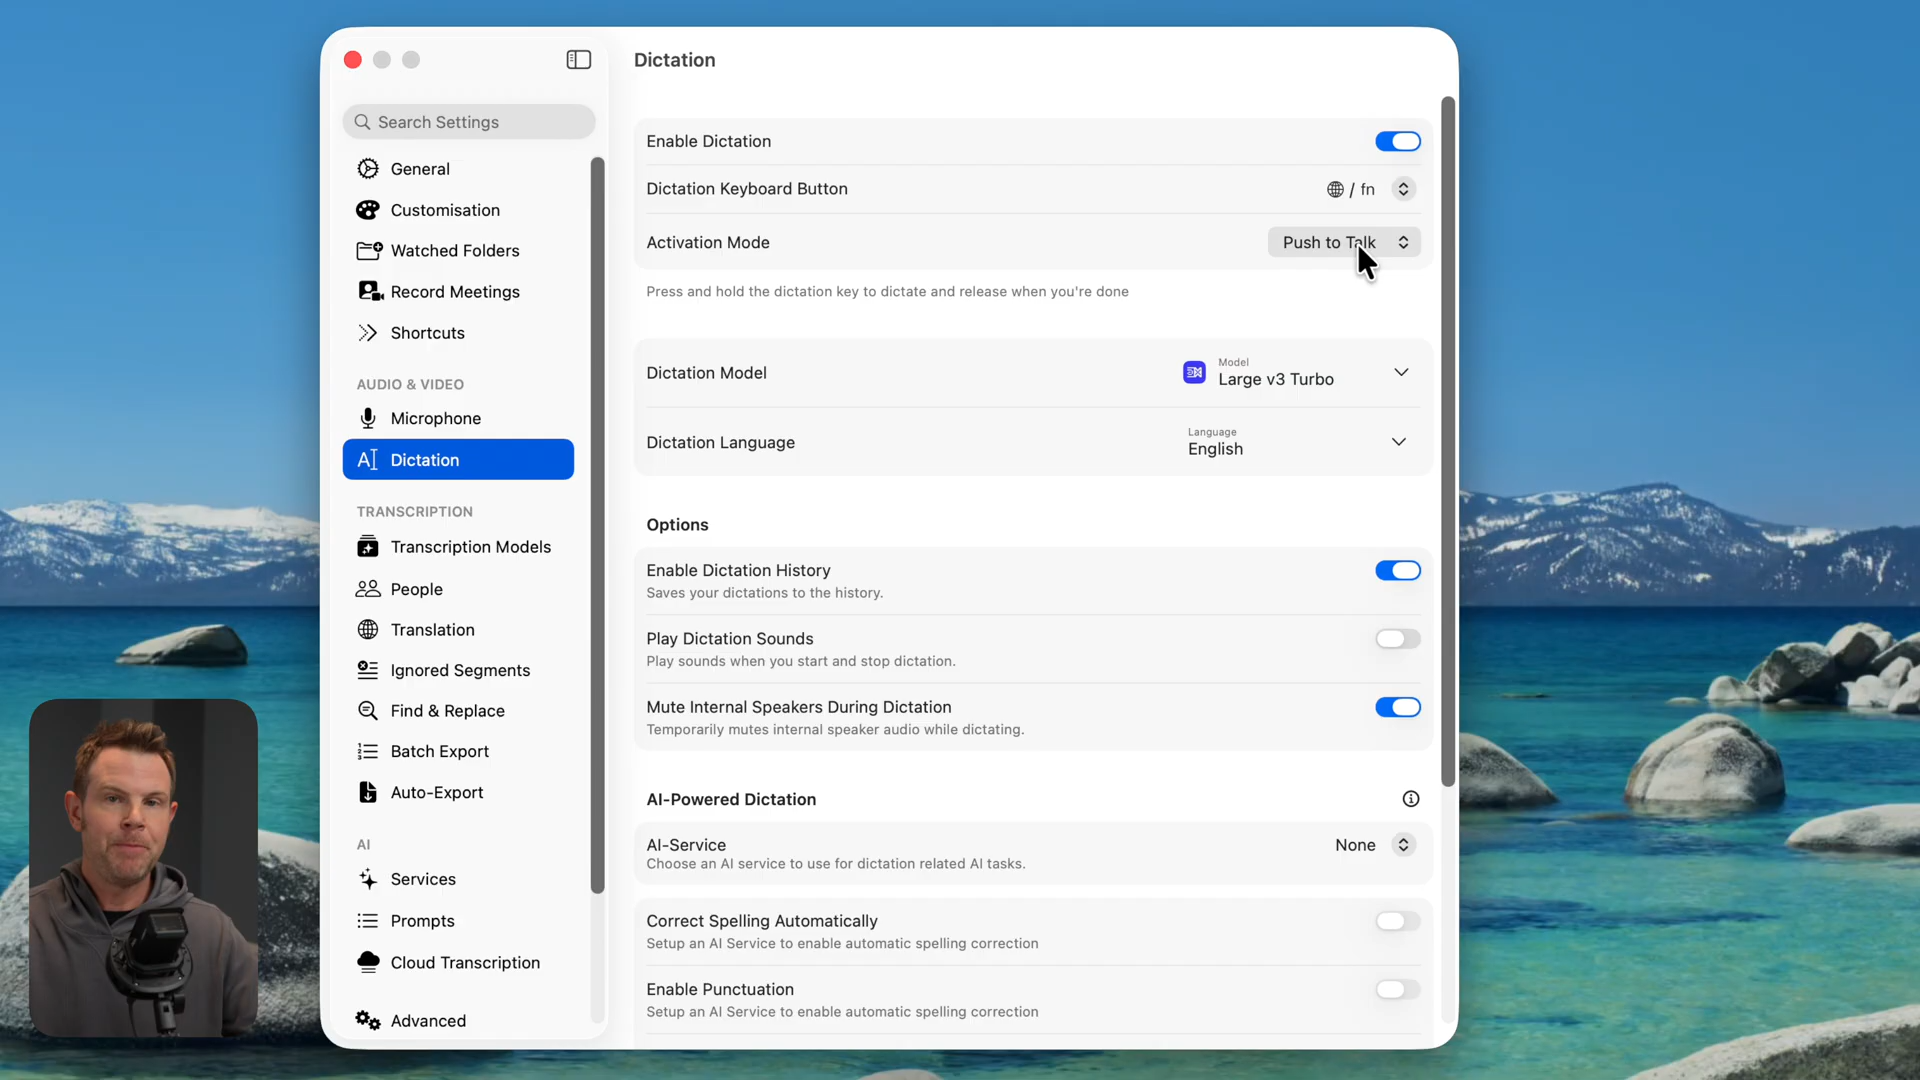 Search Settings
General
Customisation
Watched Folders
Record Meetings
Shortcuts
AUDIO & VIDEO
Microphone
Dictation
TRANSCRIPTION
Transcription Models
People
Translation
Ignored Segments
Find & Replace
Batch Export
Auto-Export
AI
Services
Prompts
Cloud Transcription
Advanced
Dictation
Enable Dictation
Dictation Keyboard Button / fn
Activation Mode Push to Talk
Press and hold the dictation key to dictate and release when you're done
Dictation Model Model
Large v3 Turbo
Dictation Language Language
English
Options
Enable Dictation History
Saves your dictations to the history.
Play Dictation Sounds
Play sounds when you start and stop dictation.
Mute Internal Speakers During Dictation
Temporarily mutes internal speaker audio while dictating.
AI-Powered Dictation
AI-Service None
Choose an AI service to use for dictation related AI tasks.
Correct Spelling Automatically
Setup an AI Service to enable automatic spelling correction
Enable Punctuation
Setup an AI Service to enable automatic spelling correction